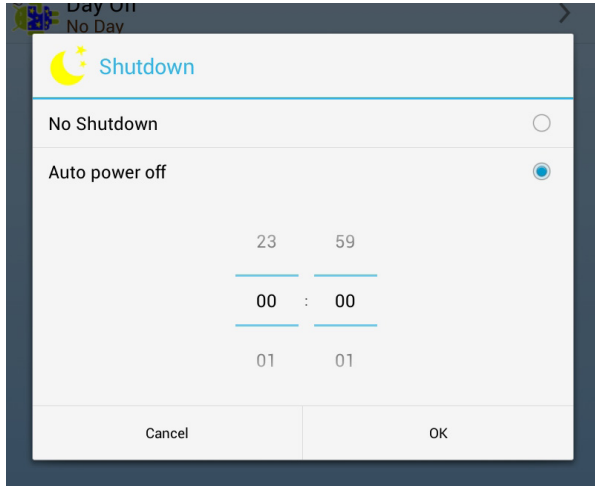 Day Off
No Day
Shutdown
No Shutdown
Auto power off
23 59
00 : 00
01 01
Cancel OK